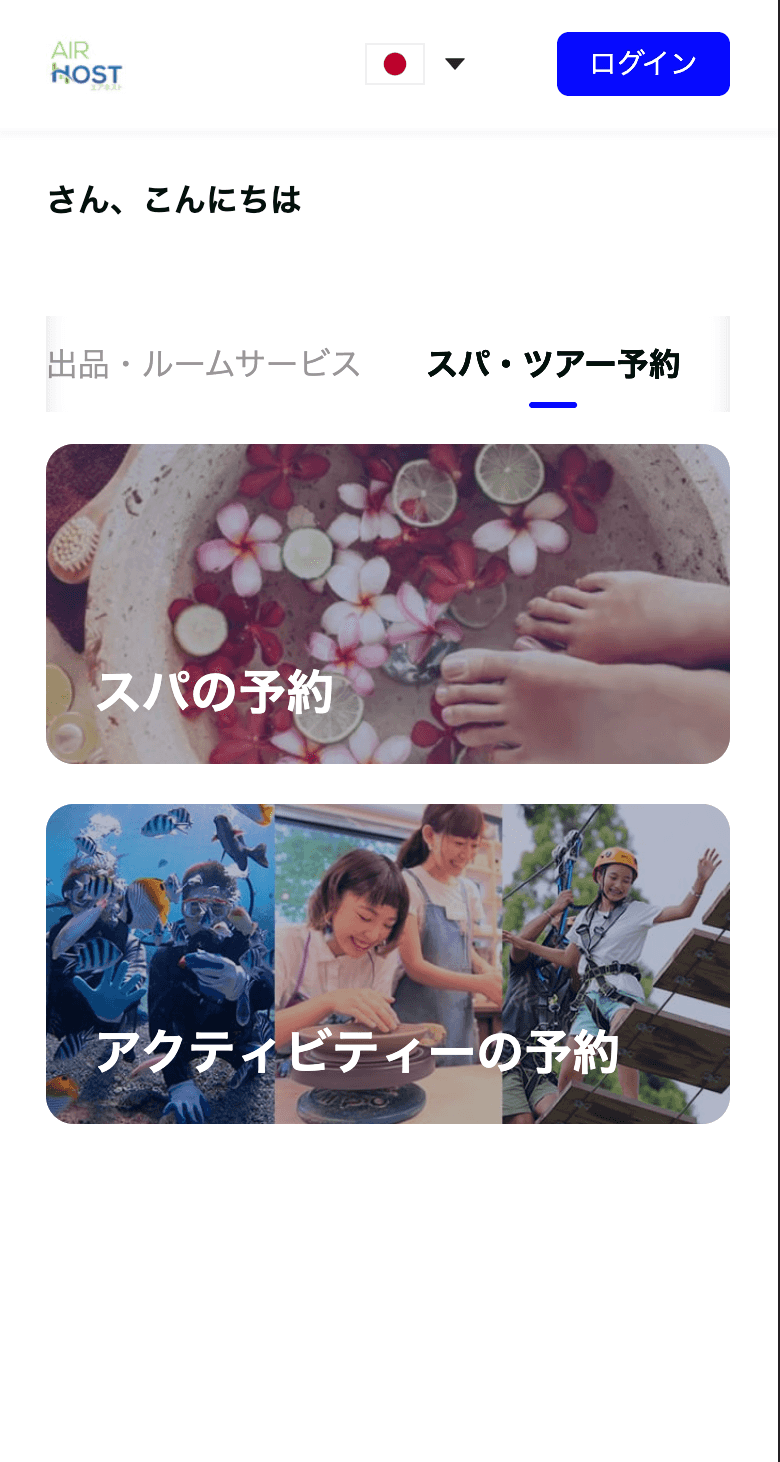 AIR
HOST
エアホスト
ログイン
さん、こんにちは
出品・ルームサービス
スパ・ツアー予約
スパの予約
アクティビティーの予約